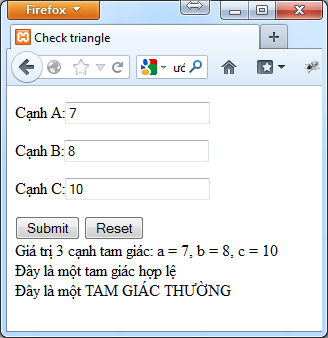 Firefox
Check triangle
ưć
Cạnh A: 7
Cạnh B: 8
Cạnh C: 10
Submit Reset
Giá trị 3 cạnh tam giác: a = 7, b = 8, c = 10
Đây là một tam giác hợp lệ
Đây là một TAM GIÁC THƯỜNG